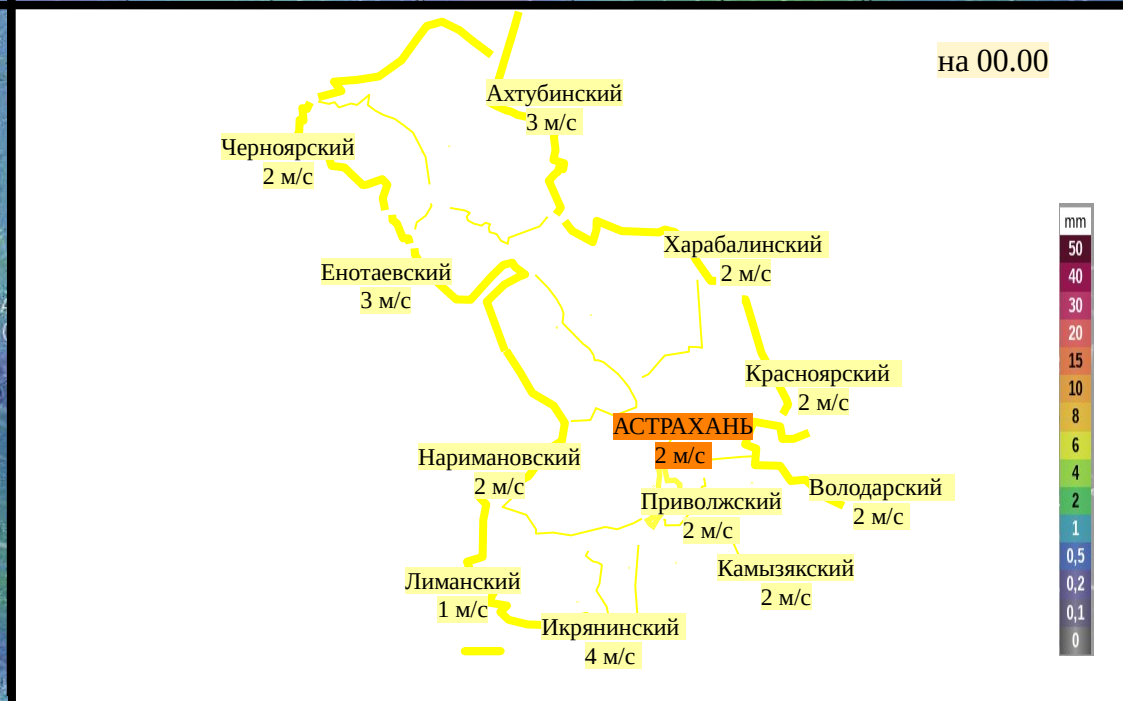 на 00.00
Ахтубинский
3 м/с
Черноярский
2 м/с
Харабалинский
2 м/с
Енотаевский
3 м/с
Красноярский
2 м/с
АСТРАХАНЬ
2 м/с
Наримановский
2 м/с
Приволжский
2 м/с
Володарский
2 м/с
Камызякский
2 м/с
Лиманский
1 м/с
Икрянинский
4 м/с
mm
50
40
30
20
15
10
8
6
4
2
1
0,5
0,2
0,1
0